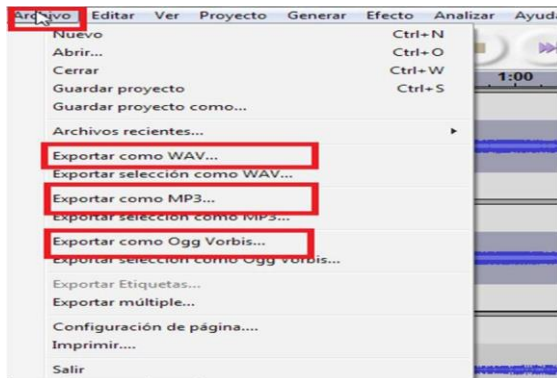 Archivo Editar Ver Proyecto Generar Efecto Analizar Ayuda
Nuevo Ctrl+N
Abrir... Ctrl+O
Cerrar Ctrl+W
Guardar proyecto Ctrl+S
Guardar proyecto como...
Archivos recientes...
1:00
Exportar como WAV...
Exportar selección como WAV...
Exportar como MP3...
Exportar selección como MP3...
Exportar como Ogg Vorbis...
Exportar selección como Ogg Vorbis...
Exportar Etiquetas...
Exportar múltiple...
Configuración de página....
Imprimir....
Salir